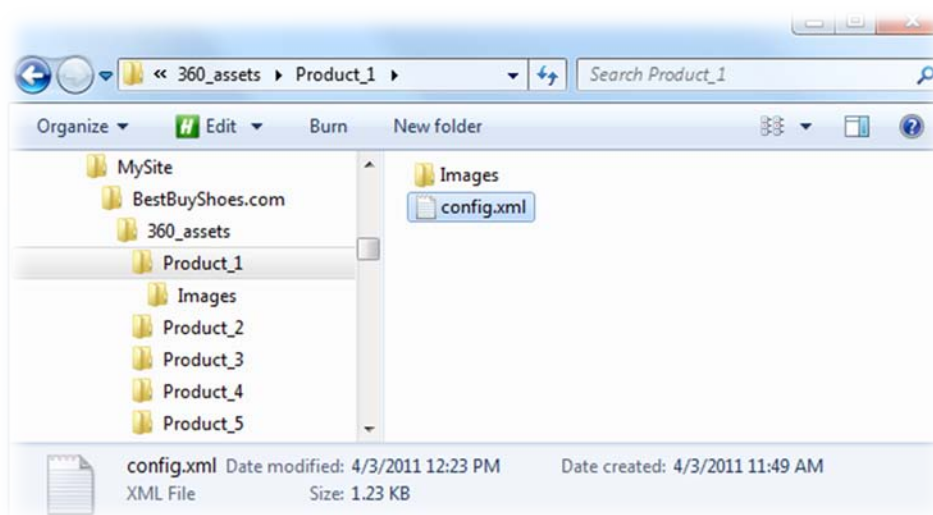 « 360_assets ▸ Product_1 ▸ Search Product_1
Organize Edit Burn New folder
MySite
BestBuyShoes.com
360_assets
Product_1
Images
Product_2
Product_3
Product_4
Product_5
Images
config.xml
config.xml Date modified: 4/3/2011 12:23 PM Date created: 4/3/2011 11:49 AM
XML File Size: 1.23 KB